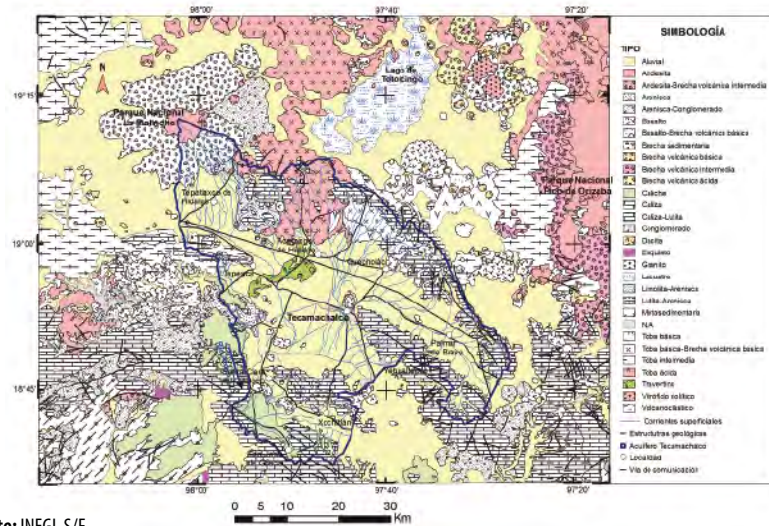 98°00' 97°40' 97°20'
N
19°15'
Lago de Totolcingo
Parque Nacional
La Malinche
Parque Nacional
Pico de Orizaba
Tepatlaxco de
Hidalgo
19°00'
Acatzingo
Quecholac
Tepeaca
Tecamachalco
Palmar
de Bravo
18°45'
Xochitlán
98°00' 97°40' 97°20'
0 5 10 20 30
Km
SIMBOLOGÍA
TIPO
Aluvial
Andesita
Andesita-Brecha volcánica intermedia
Arenisca
Arenisca-Conglomerado
Basalto
Basalto-Brecha volcánica básica
Brecha sedimentaria
Brecha volcánica básica
Brecha volcánica intermedia
Brecha volcánica ácida
Caliche
Caliza
Caliza-Lutita
Conglomerado
Dacita
Esquisto
Granito
Lacustre
Limolita-Arenisca
Lutita-Arenisca
Metasedimentaria
NA
Toba básica
Toba básica-Brecha volcánica básica
Toba intermedia
Toba ácida
Travertino
Vitrófido
Volcanoclástico
Corrientes superficiales
Estructuras geológicas
Acuífero Tecamachalco
Localidad
Vía de comunicación
INEGI, S/F